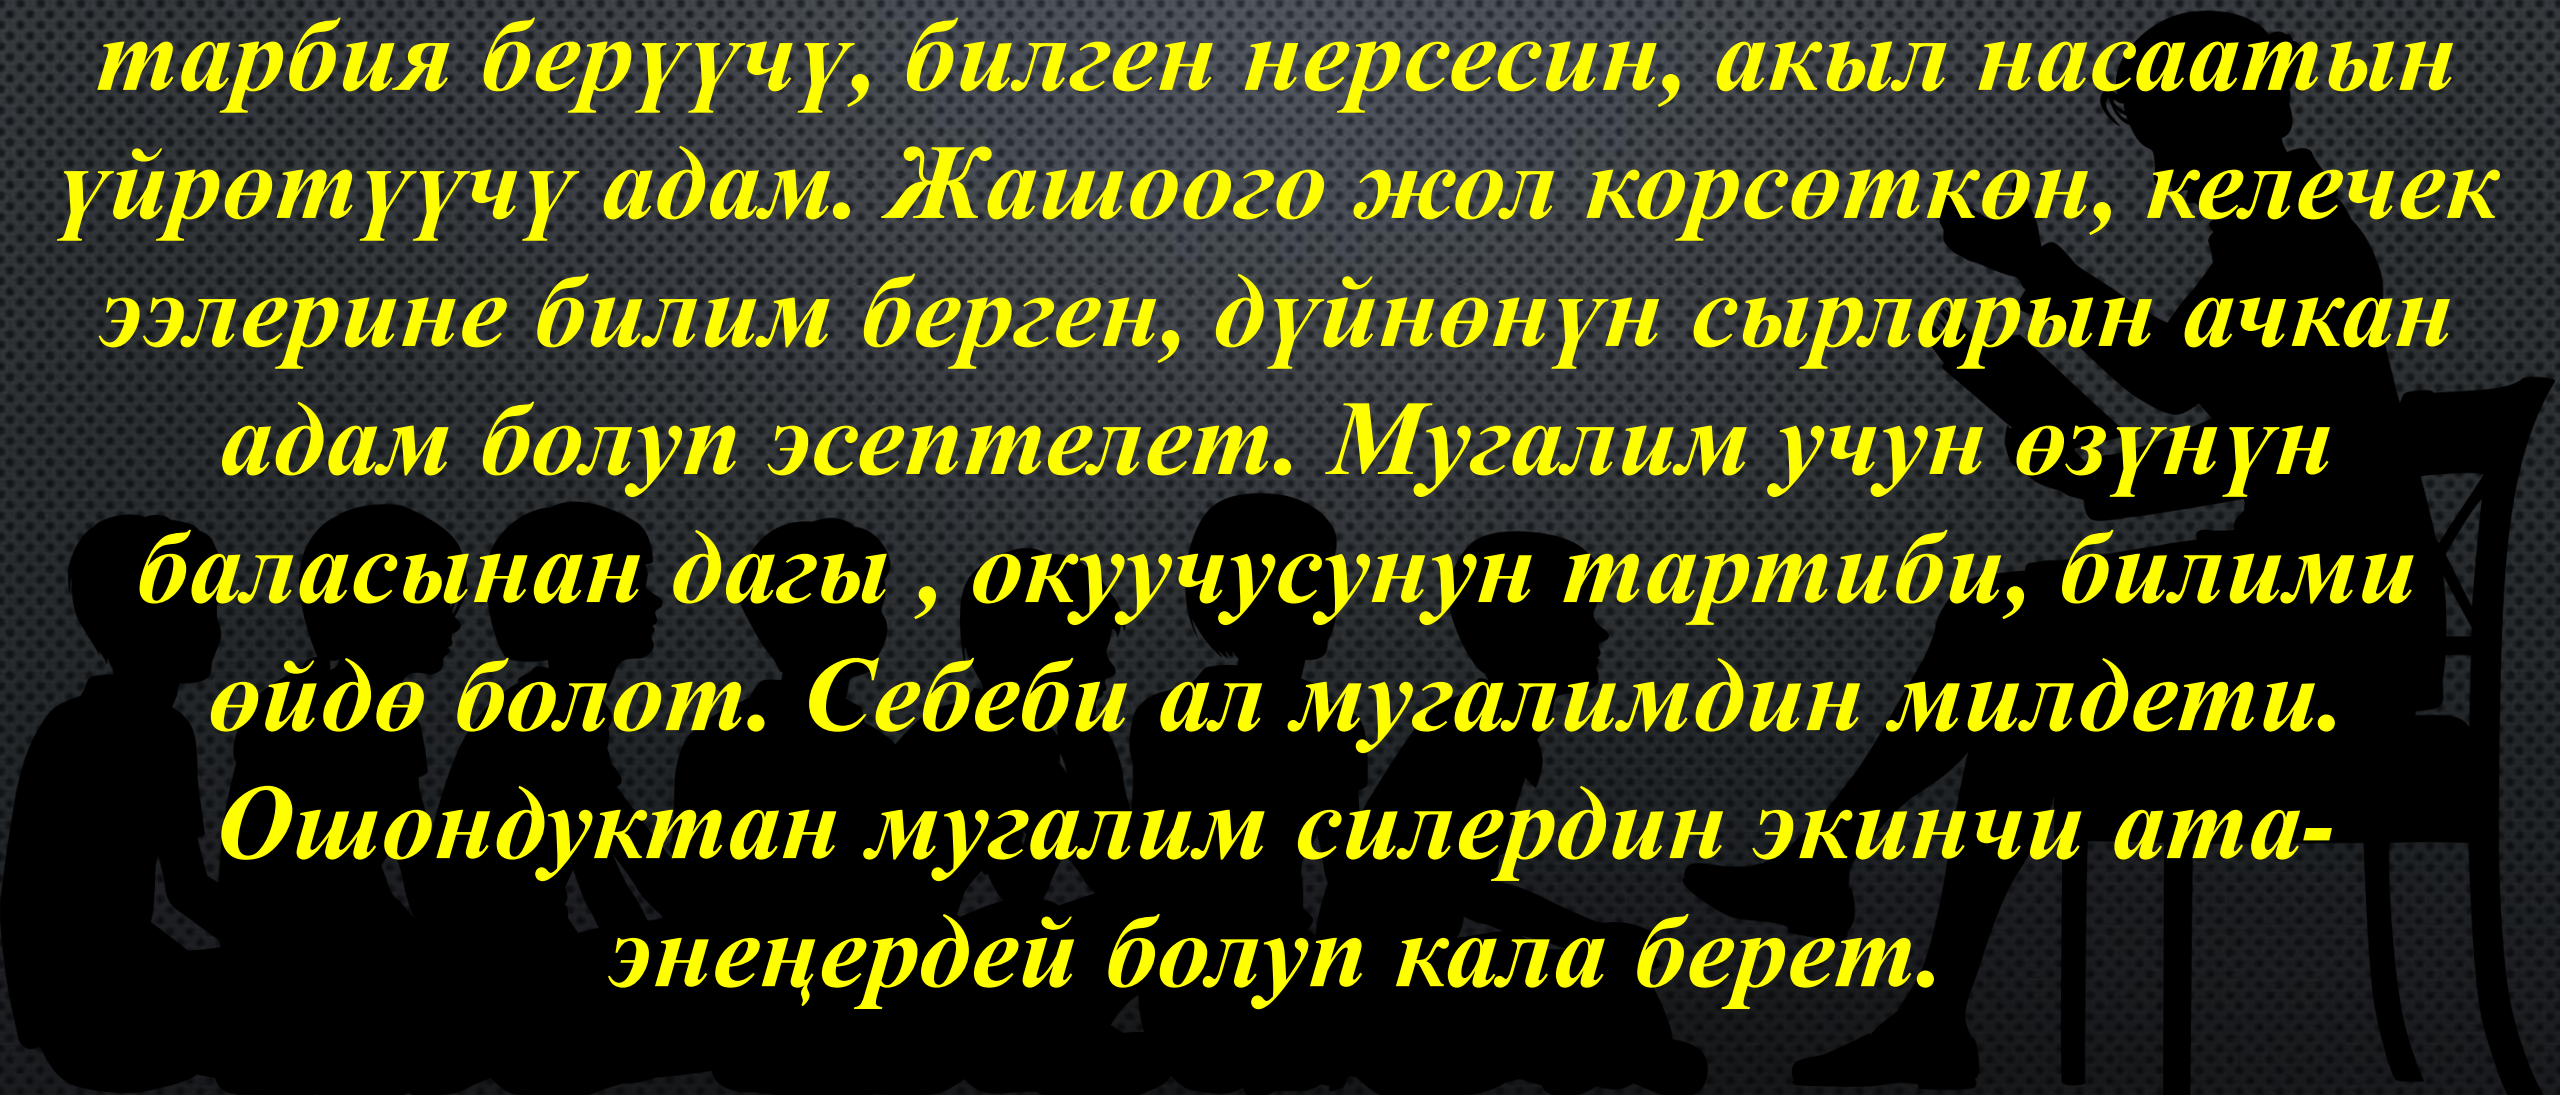 тарбия берүүчү, билген нерсесин, акыл насаатын
үйрөтүүчү адам. Жашоого жол корсөткөн, келечек
ээлерине билим берген, дүйнөнүн сырларын ачкан
адам болуп эсептелет. Мугалим учун өзүнүн
баласынан дагы , окуучусунун тартиби, билими
өйдө болот. Себеби ал мугалимдин милдети.
Ошондуктан мугалим силердин экинчи ата-
энеңердей болуп кала берет.